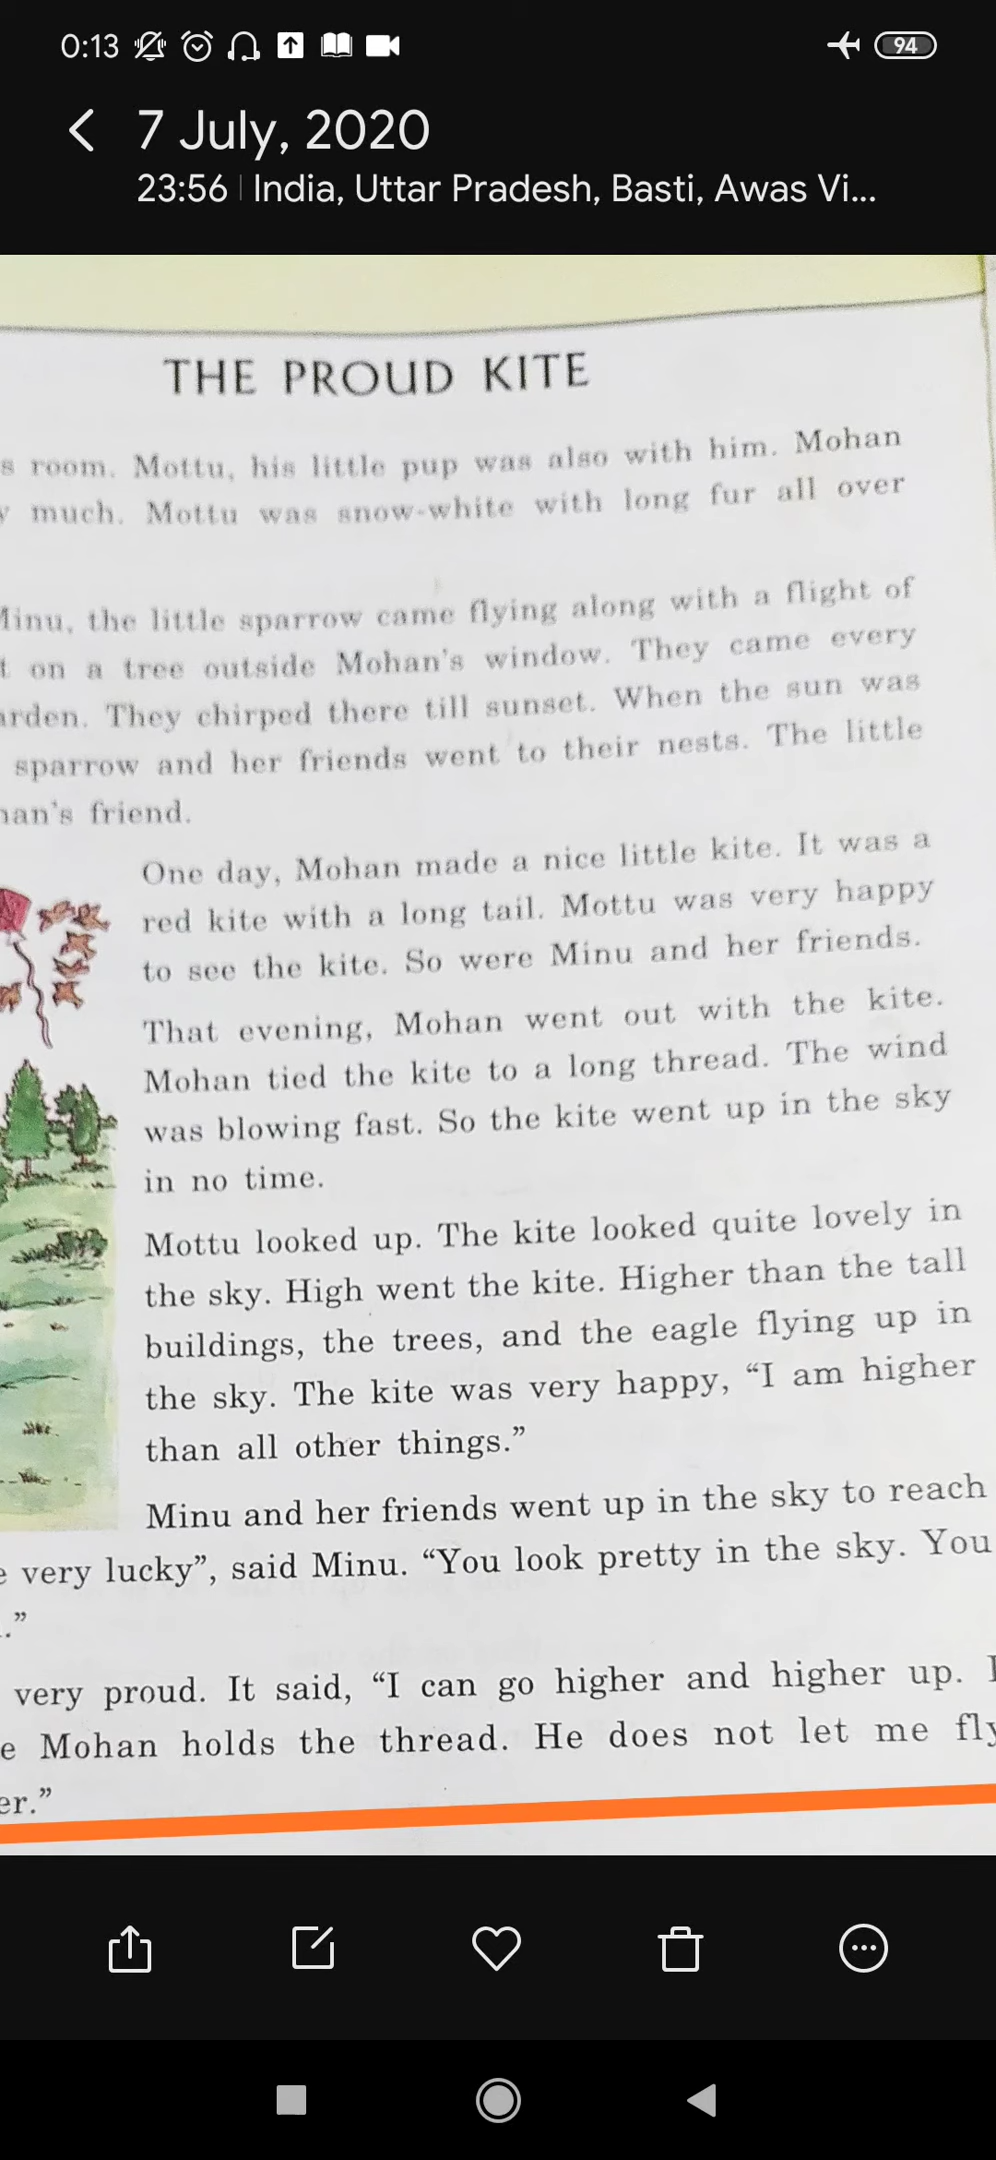 0:13
94
7 July, 2020
23:56 | India, Uttar Pradesh, Basti, Awas Vi...
THE PROUD KITE
s room. Mottu, his little pup was also with him. Mohan
y much. Mottu was snow-white with long fur all over
Minu, the little sparrow came flying along with a flight of
t on a tree outside Mohan's window. They came every
arden. They chirped there till sunset. When the sun was
sparrow and her friends went to their nests. The little
han's friend.
One day, Mohan made a nice little kite. It was a
red kite with a long tail. Mottu was very happy
to see the kite. So were Minu and her friends.
That evening, Mohan went out with the kite.
Mohan tied the kite to a long thread. The wind
was blowing fast. So the kite went up in the sky
in no time.
Mottu looked up. The kite looked quite lovely in
the sky. High went the kite. Higher than the tall
buildings, the trees, and the eagle flying up in
the sky. The kite was very happy, “I am higher
than all other things.”
Minu and her friends went up in the sky to reach
e very lucky”, said Minu. “You look pretty in the sky. You
.”
very proud. It said, “I can go higher and higher up. I
e Mohan holds the thread. He does not let me fly
er.”